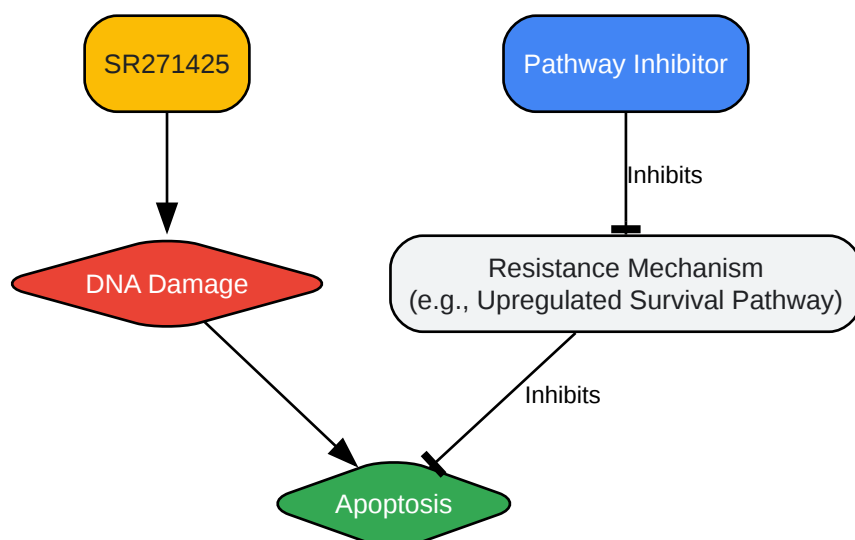 SR271425
Pathway Inhibitor
Inhibits
DNA Damage
Resistance Mechanism
(e.g., Upregulated Survival Pathway)
Inhibits
Apoptosis